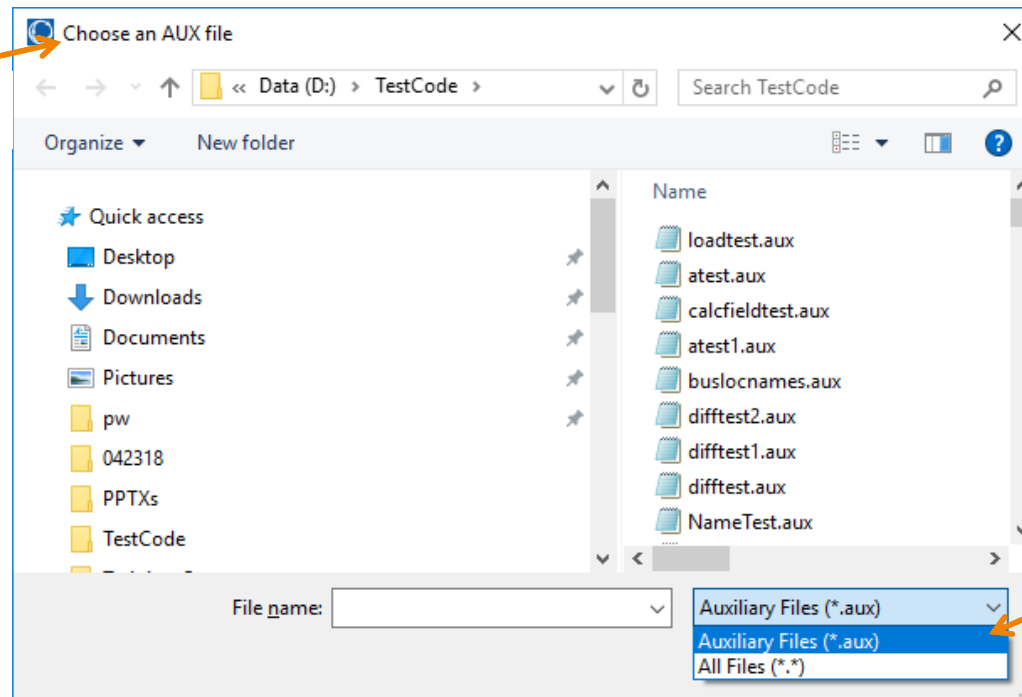 Choose an AUX file
« Data (D:) > TestCode >
Search TestCode
Organize
New folder
?
Name
Quick access
Desktop
Downloads
Documents
Pictures
pw
042318
PPTXs
TestCode
loadtest.aux
atest.aux
calcfieldtest.aux
atest1.aux
buslocnames.aux
difftest2.aux
difftest1.aux
difftest.aux
NameTest.aux
File name:
Auxiliary Files (*.aux)
Auxiliary Files (*.aux)
All Files (*.*)